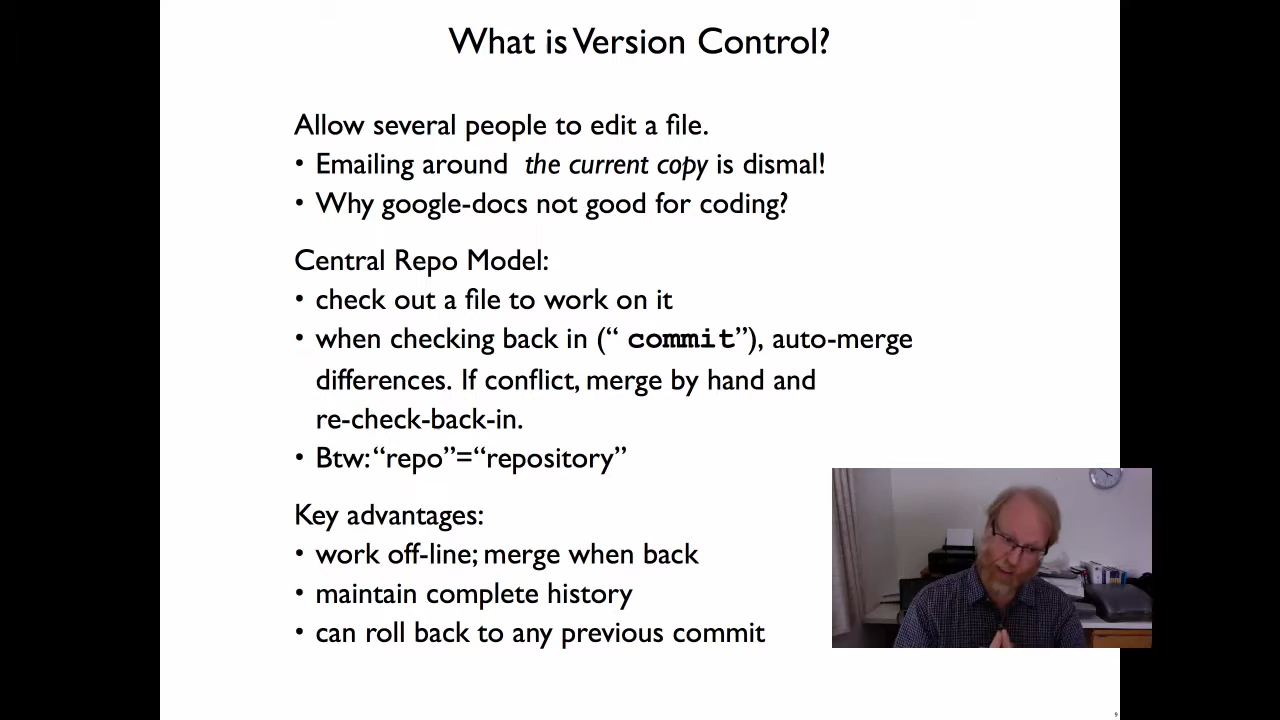 What is Version Control?
Allow several people to edit a file.
• Emailing around the current copy is dismal!
• Why google-docs not good for coding?
Central Repo Model:
• check out a file to work on it
• when checking back in (“ commit”), auto-merge
differences. If conflict, merge by hand and
re-check-back-in.
• Btw: “repo”=“repository”
Key advantages:
• work off-line; merge when back
• maintain complete history
• can roll back to any previous commit
9